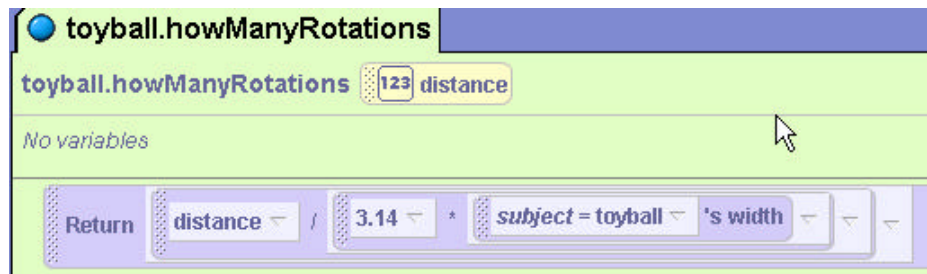 toyball.howManyRotations
toyball.howManyRotations 123 distance
No variables
Return distance / 3.14 * subject = toyball 's width